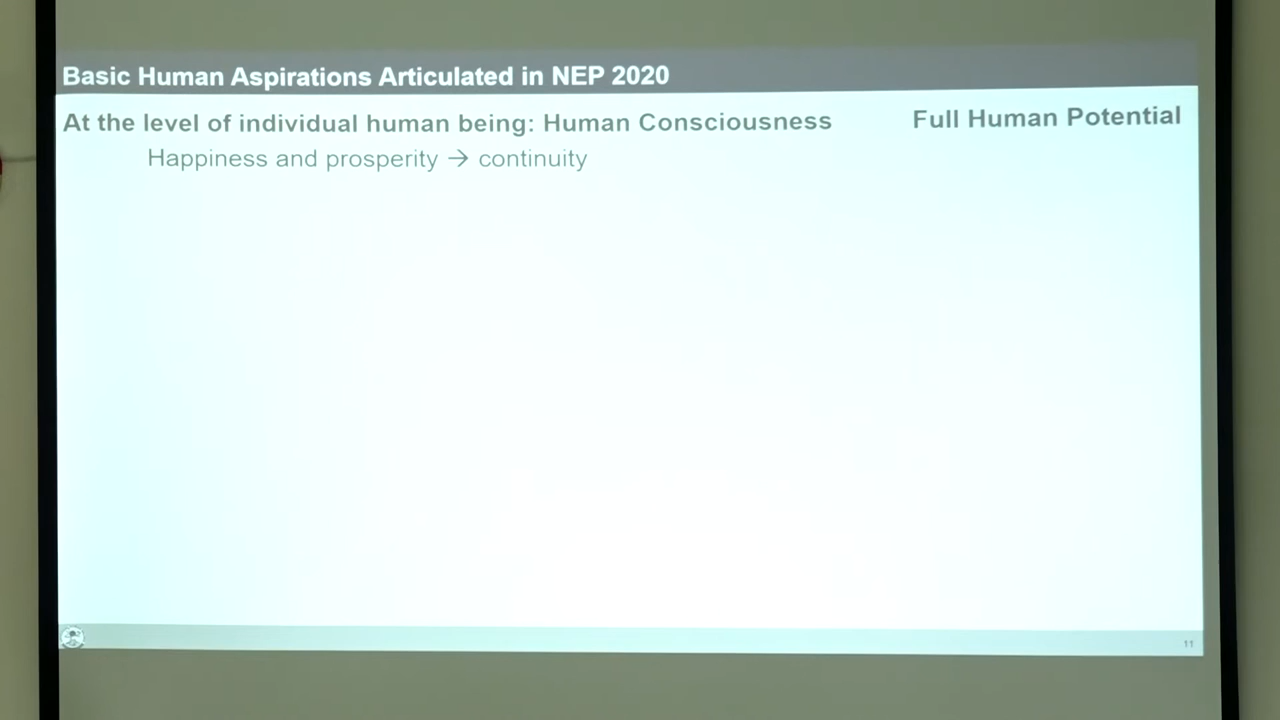 Basic Human Aspirations Articulated in NEP 2020
At the level of individual human being: Human Consciousness Full Human Potential
Happiness and prosperity → continuity
11